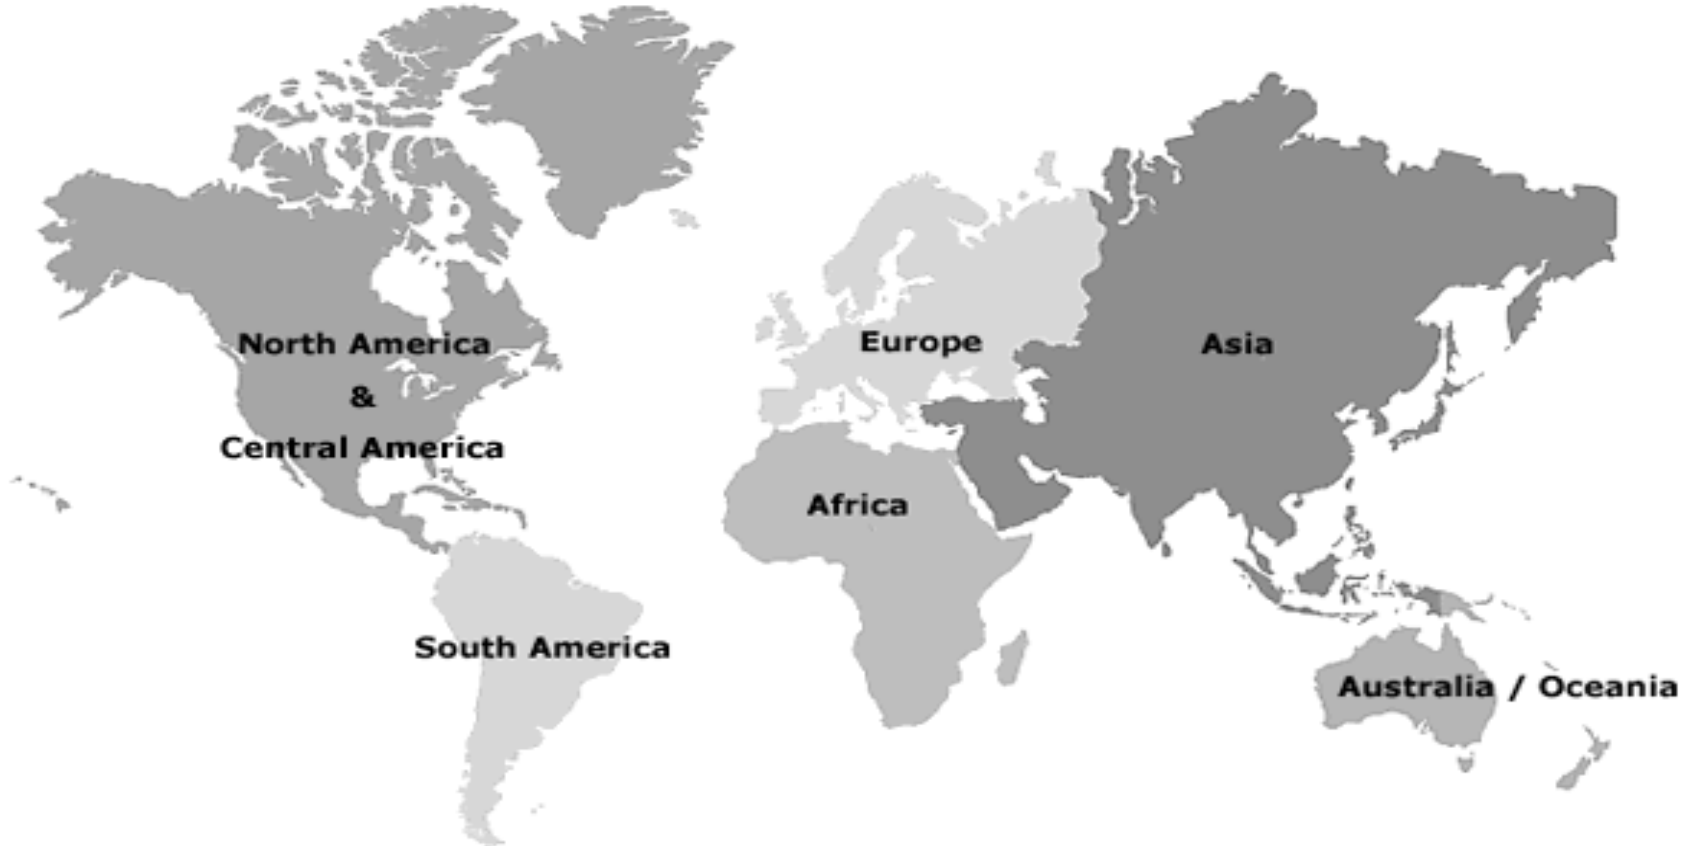 North America
&
Central America
Europe
Asia
Africa
South America
Australia / Oceania